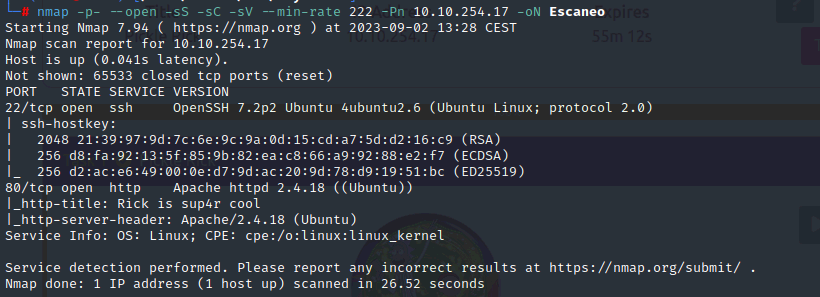 └─# nmap -p- --open -sS -sC -sV --min-rate 222 -Pn 10.10.254.17 -oN Escaneo
Starting Nmap 7.94 ( https://nmap.org ) at 2023-09-02 13:28 CEST
Nmap scan report for 10.10.254.17
Host is up (0.041s latency).
Not shown: 65533 closed tcp ports (reset)
PORT   STATE SERVICE VERSION
22/tcp open  ssh     OpenSSH 7.2p2 Ubuntu 4ubuntu2.6 (Ubuntu Linux; protocol 2.0)
| ssh-hostkey:
|   2048 21:39:97:9d:7c:6e:9c:9a:0d:15:cd:a7:5d:d2:16:c9 (RSA)
|   256 d8:fa:92:13:5f:85:9b:82:ea:c8:66:a9:92:88:e2:f7 (ECDSA)
|_  256 d2:ac:e6:49:00:0e:d7:9d:ac:20:9d:78:d9:19:51:bc (ED25519)
80/tcp open  http    Apache httpd 2.4.18 ((Ubuntu))
|_http-title: Rick is sup4r cool
|_http-server-header: Apache/2.4.18 (Ubuntu)
Service Info: OS: Linux; CPE: cpe:/o:linux:linux_kernel
Service detection performed. Please report any incorrect results at https://nmap.org/submit/ .
Nmap done: 1 IP address (1 host up) scanned in 26.52 seconds
Expires
10.10.254.17
55m 12s
?